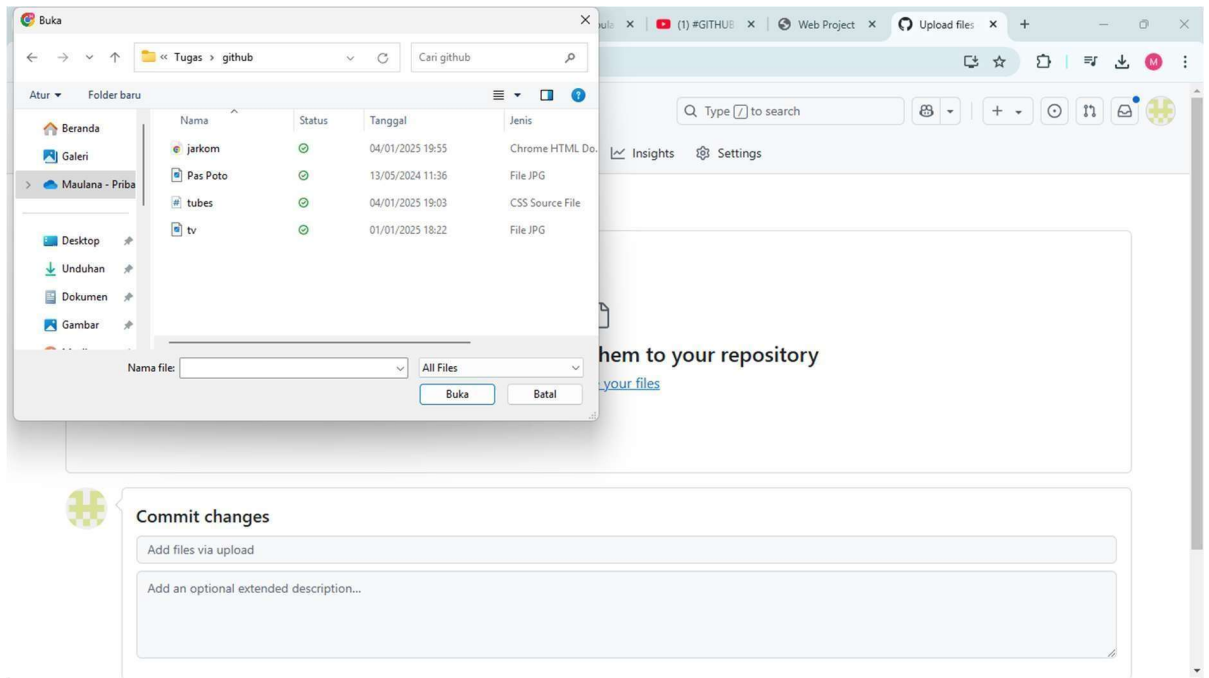 Buka
(1) #GITHUB
Web Project
Upload files
M
« Tugas > github
Cari github
Atur
Folder baru
?
Type / to search
Insights
Settings
Nama
Status
Tanggal
Jenis
Beranda
Galeri
Maulana - Priba
Desktop
Unduhan
Dokumen
Gambar
jarkom
04/01/2025 19:55
Chrome HTML Do.
Pas Poto
13/05/2024 11:36
File JPG
# tubes
04/01/2025 19:03
CSS Source File
tv
01/01/2025 18:22
File JPG
Nama file:
All Files
Buka
Batal
hem to your repository
your files
Commit changes
Add files via upload
Add an optional extended description...